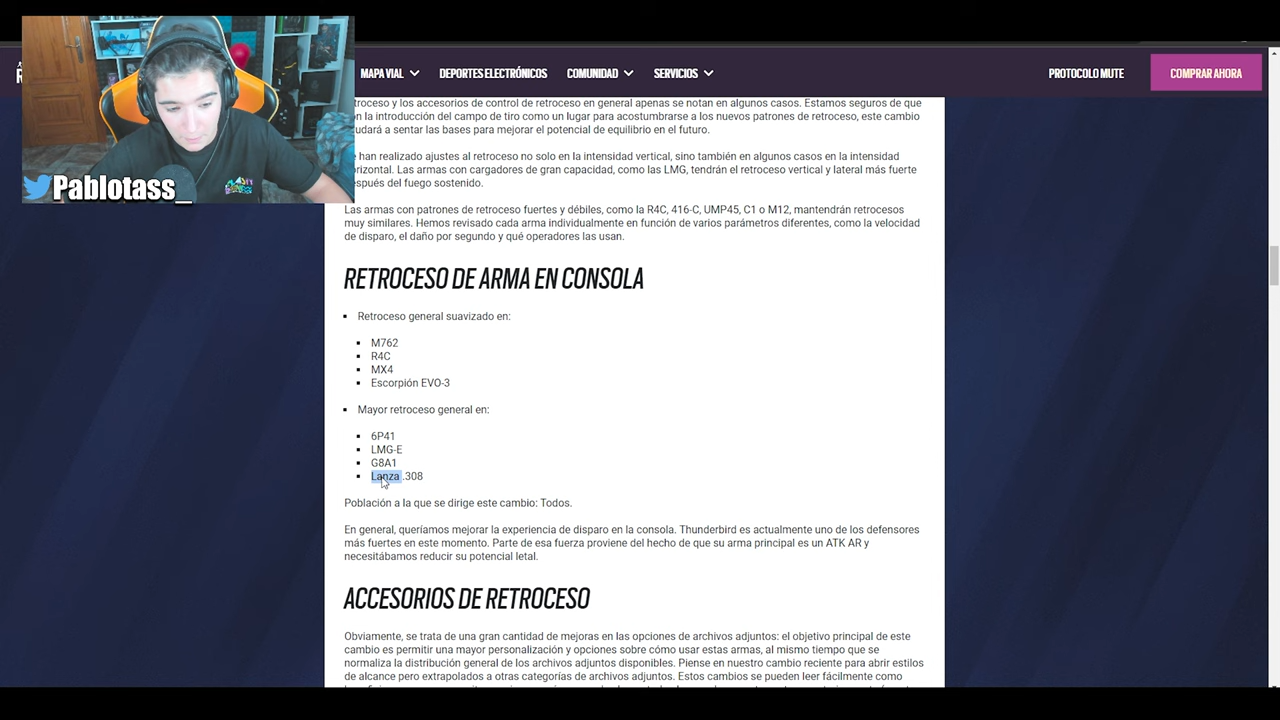 MAPA VIAL
DEPORTES ELECTRÓNICOS
COMUNIDAD
SERVICIOS
PROTOCOLO MUTE
COMPRAR AHORA
Pablotass_
y los accesorios de control de retroceso en general apenas se notan en algunos casos. Estamos seguros de que
la introducción del campo de tiro como un lugar para acostumbrarse a los nuevos patrones de retroceso, este cambio
a sentar las bases para mejorar el potencial de equilibrio en el futuro.
han realizado ajustes al retroceso no solo en la intensidad vertical, sino también en algunos casos en la intensidad
Las armas con cargadores de gran capacidad, como las LMG, tendrán el retroceso vertical y lateral más fuerte
del fuego sostenido.
Las armas con patrones de retroceso fuertes y débiles, como la R4C, 416-C, UMP45, C1 o M12, mantendrán retrocesos
muy similares. Hemos revisado cada arma individualmente en función de varios parámetros diferentes, como la velocidad
de disparo, el daño por segundo y qué operadores las usan.
RETROCESO DE ARMA EN CONSOLA
Retroceso general suavizado en:
M762
R4C
MX4
Escorpión EVO-3
Mayor retroceso general en:
6P41
LMG-E
G8A1
Lanza .308
Población a la que se dirige este cambio: Todos.
En general, queríamos mejorar la experiencia de disparo en la consola. Thunderbird es actualmente uno de los defensores
más fuertes en este momento. Parte de esa fuerza proviene del hecho de que su arma principal es un ATK AR y
necesitábamos reducir su potencial letal.
ACCESORIOS DE RETROCESO
Obviamente, se trata de una gran cantidad de mejoras en las opciones de archivos adjuntos: el objetivo principal de este
cambio es permitir una mayor personalización y opciones sobre cómo usar estas armas, al mismo tiempo que se
normaliza la distribución general de los archivos adjuntos disponibles. Piense en nuestro cambio reciente para abrir estilos
de alcance pero extrapolados a otras categorías de archivos adjuntos. Estos cambios se pueden leer fácilmente como